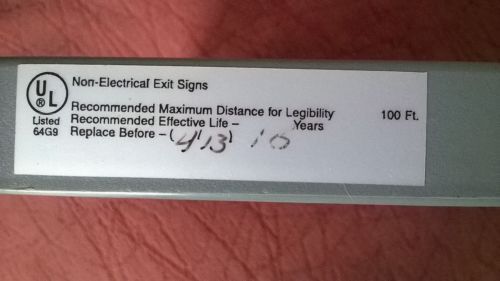 UL
®
Listed
64G9
Non-Electrical Exit Signs
Recommended Maximum Distance for Legibility 100 Ft.
Recommended Effective Life – Years
Replace Before – (4/13)